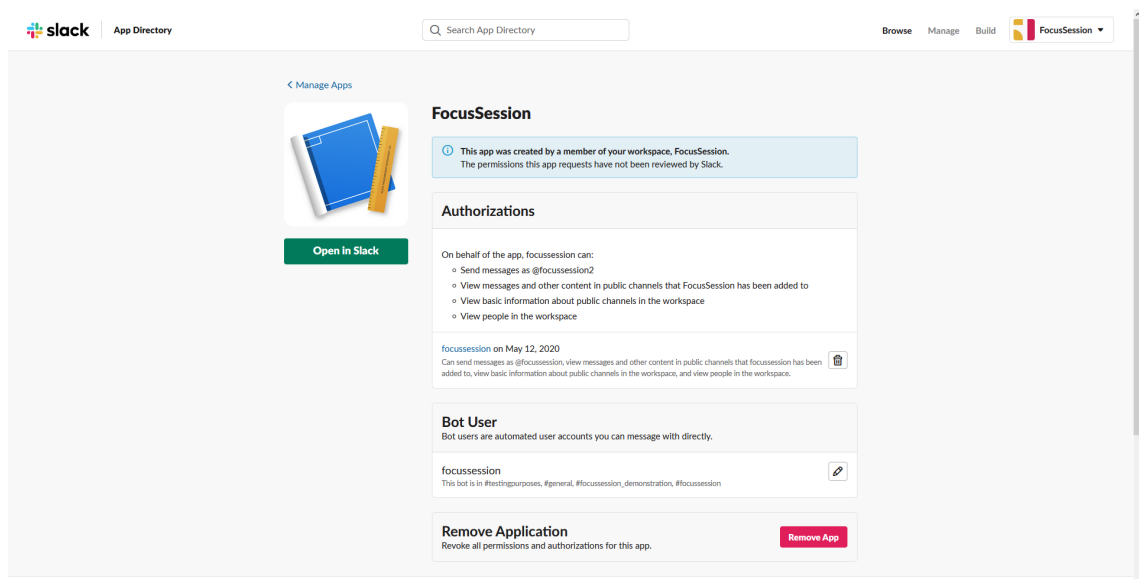 slack
App Directory
Search App Directory
Browse
Manage
Build
FocusSession
Manage Apps
Open in Slack
FocusSession
This app was created by a member of your workspace, FocusSession.
The permissions this app requests have not been reviewed by Slack.
Authorizations
On behalf of the app, focussession can:
Send messages as @focussession2
View messages and other content in public channels that FocusSession has been added to
View basic information about public channels in the workspace
View people in the workspace
focussession on May 12, 2020
Can send messages as @focussession, view messages and other content in public channels that focussession has been
added to, view basic information about public channels in the workspace, and view people in the workspace.
Bot User
Bot users are automated user accounts you can message with directly.
focussession
This bot is in #testingpurposes, #general, #focussession_demonstration, #focussession
Remove Application
Revoke all permissions and authorizations for this app.
Remove App